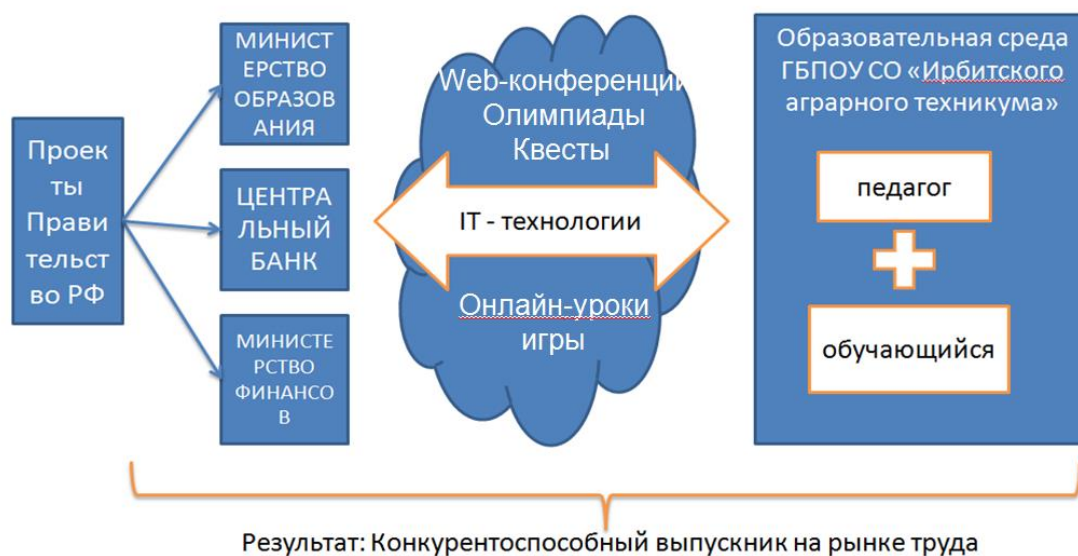 Проек
ты
Прави
тельст
во РФ
МИНИСТ
ЕРСТВО
ОБРАЗОВ
АНИЯ
ЦЕНТРА
ЛЬНЫЙ
БАНК
МИНИСТЕ
РСТВО
ФИНАНСО
В
Web-конференции
Олимпиады
Квесты
IT - технологии
Онлайн-уроки
игры
Образовательная среда
ГБПОУ СО «Ирбитского
аграрного техникума»
педагог
обучающийся
Результат: Конкурентоспособный выпускник на рынке труда